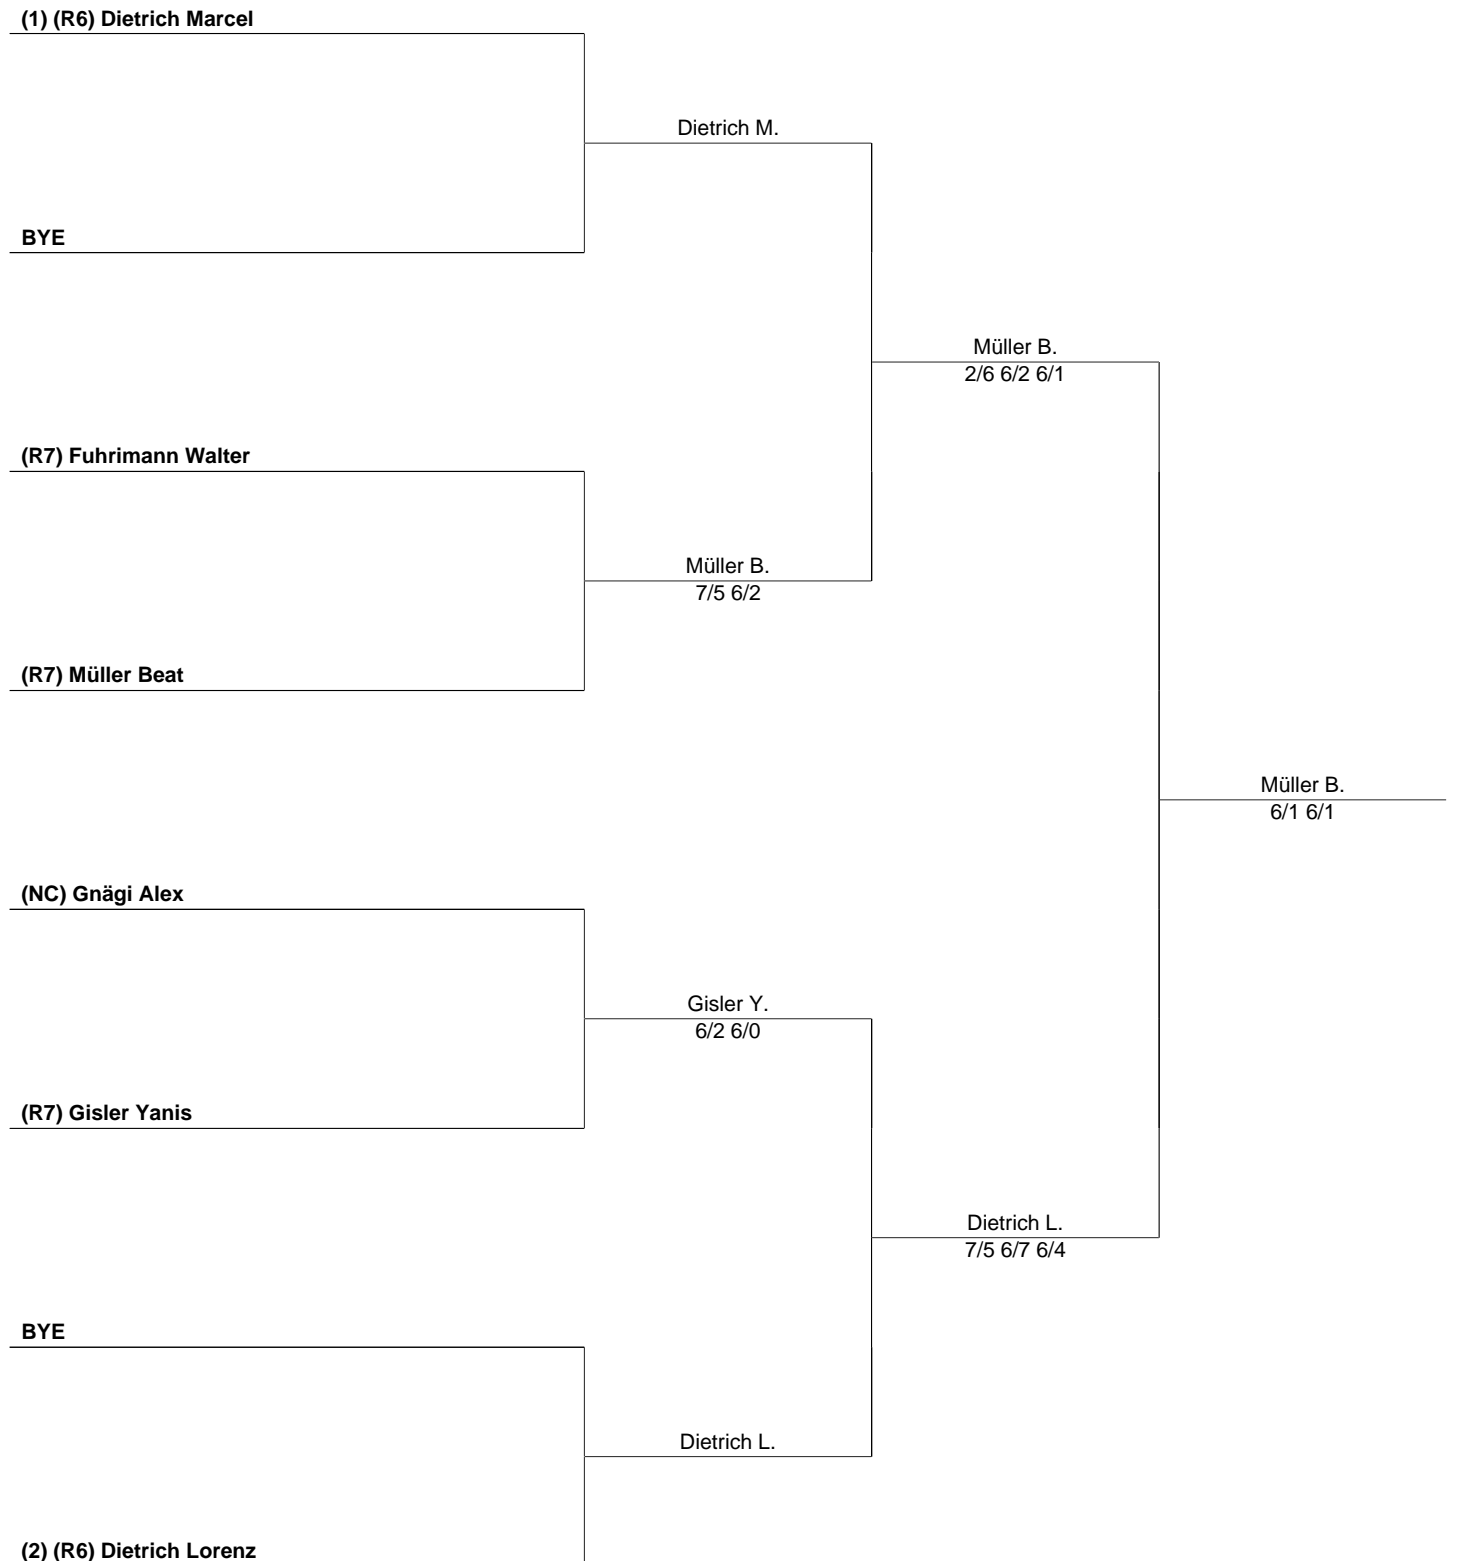 (1) (R6) Dietrich Marcel
Dietrich M.
BYE
Müller B.
2/6 6/2 6/1
(R7) Fuhrimann Walter
Müller B.
7/5 6/2
(R7) Müller Beat
Müller B.
6/1 6/1
(NC) Gnägi Alex
Gisler Y.
6/2 6/0
(R7) Gisler Yanis
Dietrich L.
7/5 6/7 6/4
BYE
Dietrich L.
(2) (R6) Dietrich Lorenz